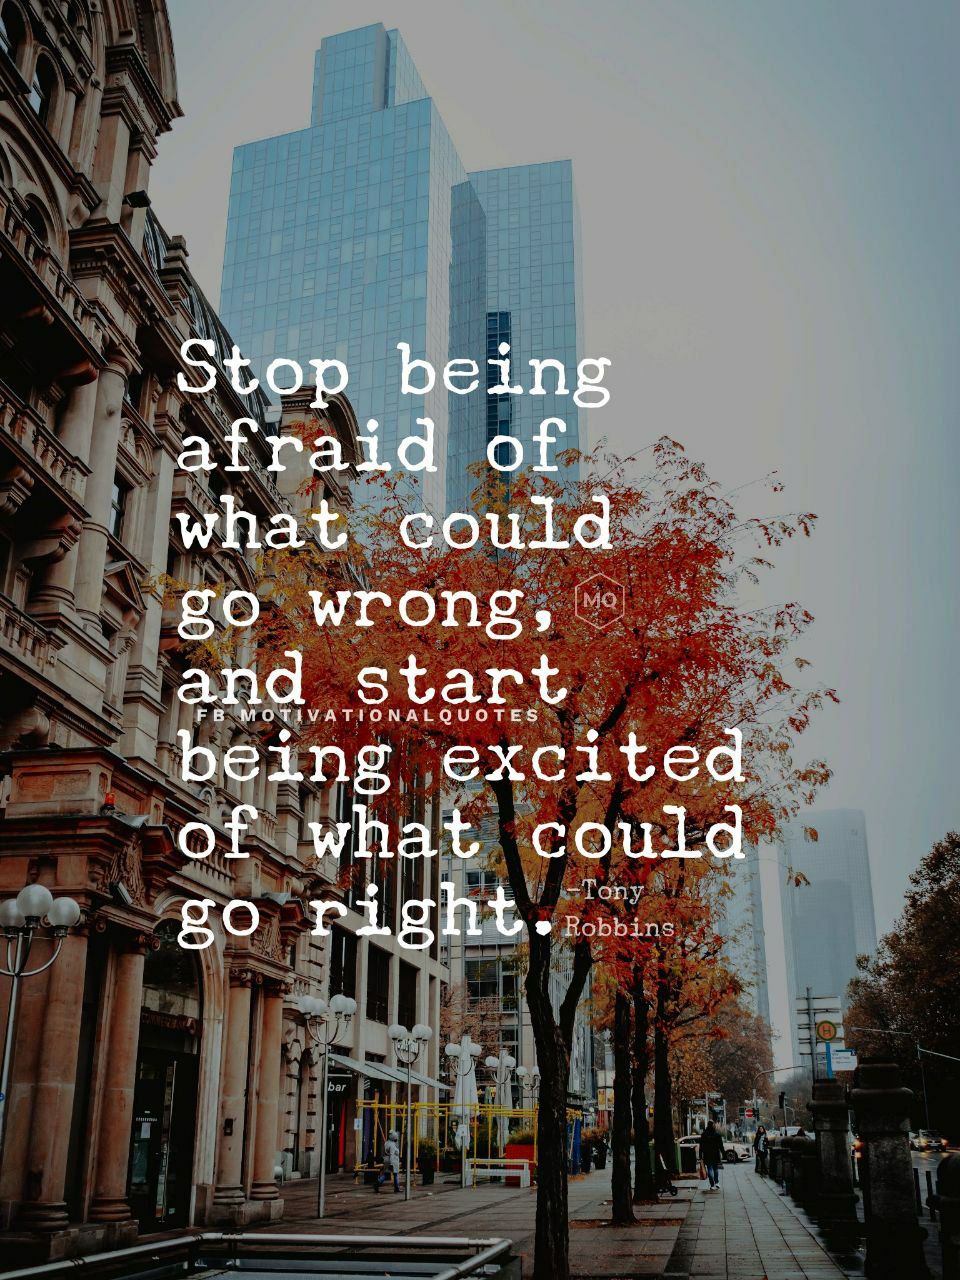 Stop being
afraid of
what could
go wrong,
MQ
and start
FB MOTIVATIONALQUOTES
being excited
of what could
go right.
-Tony
Robbins
bar
H